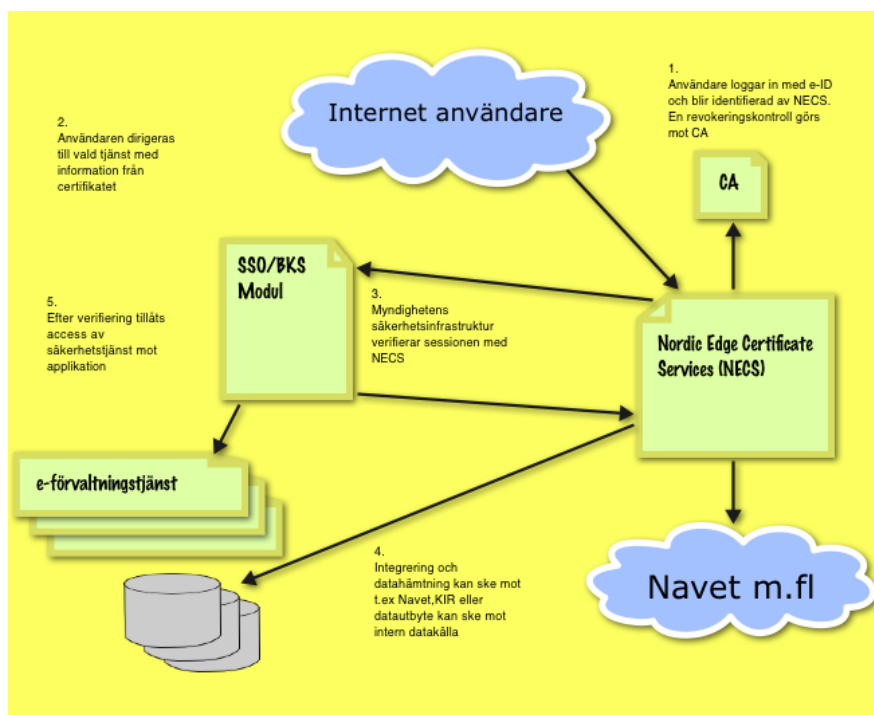 Internet användare
1.
Användare loggar in med e-ID
och blir identifierad av NECS.
En revokeringskontroll görs
mot CA
2.
Användaren dirigeras
till vald tjänst med
information från
certifikatet
CA
SSO/BKS
Modul
3.
Myndighetens
säkerhetsinfrastruktur
verifierar sessionen med
NECS
5.
Efter verifiering tillåts
access av
säkerhetstjänst mot
applikation
Nordic Edge Certificate
Services (NECS)
e-förvaltningstjänst
4.
Integrering och
datahämtning kan ske mot
t.ex Navet,KIR eller
datautbyte kan ske mot
intern datakälla
Navet m.fl